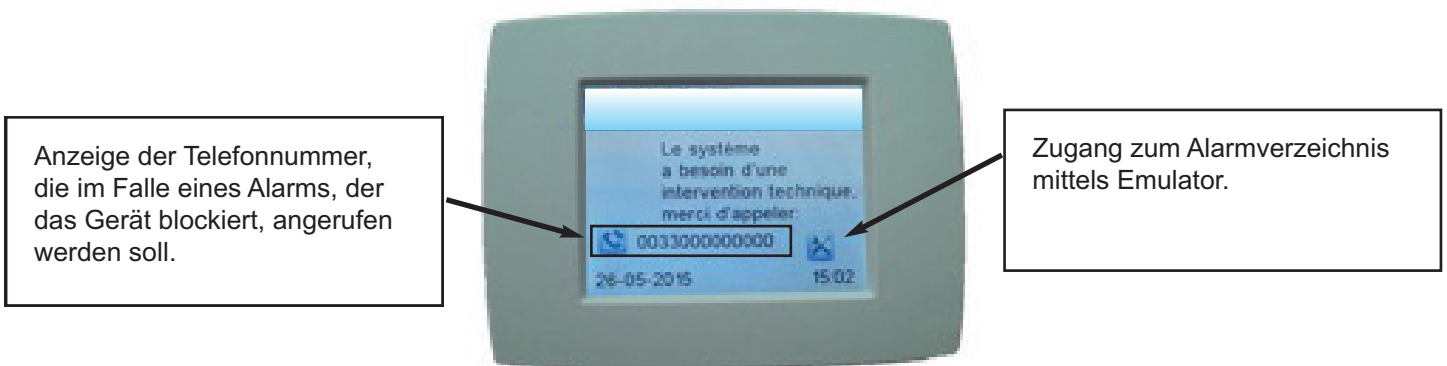 Anzeige der Telefonnummer,
die im Falle eines Alarms, der
das Gerät blockiert, angerufen
werden soll.
Le système
a besoin d'une
intervention technique,
merci d'appeler:
0033000000000
26-05-2015
15:02
Zugang zum Alarmverzeichnis
mittels Emulator.